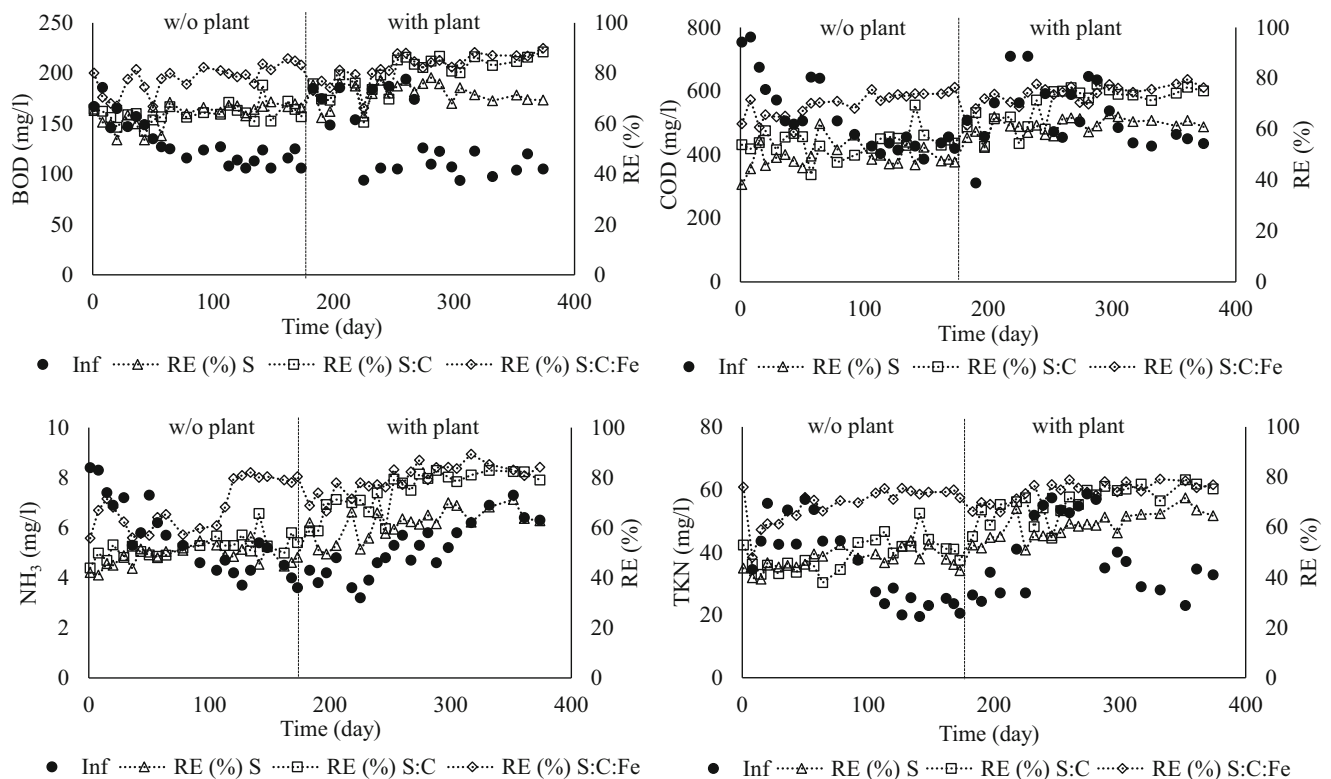 w/o plant with plant
BOD (mg/l)
250
200
150
100
50
0
100
80
60
40
20
0
RE (%)
0 100 200 300 400
Time (day)
Inf RE (%) S RE (%) S:C RE (%) S:C:Fe
w/o plant with plant
COD (mg/l)
800
600
400
200
0
100
80
60
40
20
0
RE (%)
0 100 200 300 400
Time (day)
Inf RE (%) S RE (%) S:C RE (%) S:C:Fe
w/o plant with plant
NH3 (mg/l)
10
8
6
4
2
0
100
80
60
40
20
0
RE (%)
0 100 200 300 400
Time (day)
Inf RE (%) S RE (%) S:C RE (%) S:C:Fe
w/o plant with plant
TKN (mg/l)
80
60
40
20
0
100
80
60
40
20
0
RE (%)
0 100 200 300 400
Time (day)
Inf RE (%) S RE (%) S:C RE (%) S:C:Fe